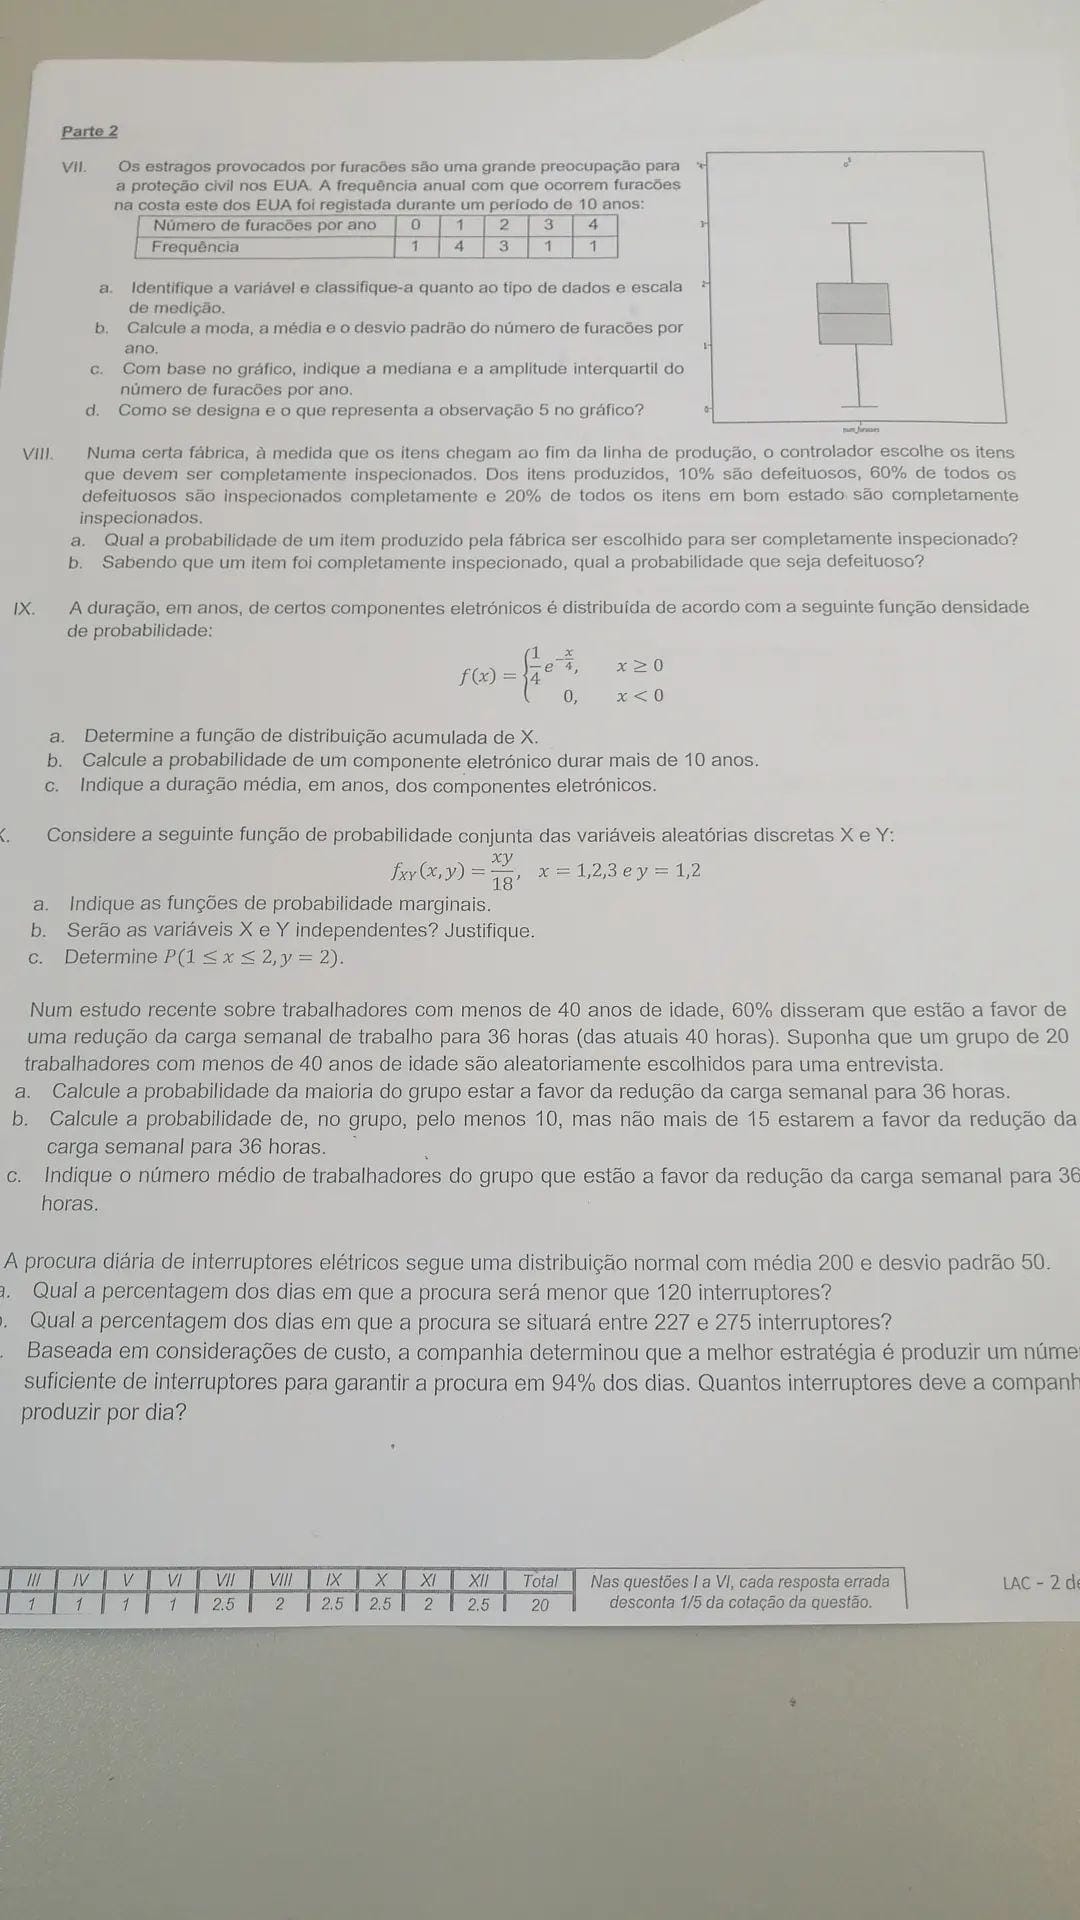 Parte 2
VII. Os estragos provocados por furacões são uma grande preocupação para
a proteção civil nos EUA. A frequência anual com que ocorrem furacões
na costa este dos EUA foi registada durante um período de 10 anos:
Número de furacões por ano 0 1 2 3 4
Frequência 1 4 3 1 1
a. Identifique a variável e classifique-a quanto ao tipo de dados e escala
de medição.
b. Calcule a moda, a média e o desvio padrão do número de furacões por
ano.
c. Com base no gráfico, indique a mediana e a amplitude interquartil do
número de furacões por ano.
d. Como se designa e o que representa a observação 5 no gráfico?
4
5
3
2
1
0
num_furacoes
VIII. Numa certa fábrica, à medida que os itens chegam ao fim da linha de produção, o controlador escolhe os itens
que devem ser completamente inspecionados. Dos itens produzidos, 10% são defeituosos, 60% de todos os
defeituosos são inspecionados completamente e 20% de todos os itens em bom estado são completamente
inspecionados.
a. Qual a probabilidade de um item produzido pela fábrica ser escolhido para ser completamente inspecionado?
b. Sabendo que um item foi completamente inspecionado, qual a probabilidade que seja defeituoso?
IX. A duração, em anos, de certos componentes eletrónicos é distribuída de acordo com a seguinte função densidade
de probabilidade:
f(x) = { 1/4 e^(-x/4), x ≥ 0
0, x < 0
a. Determine a função de distribuição acumulada de X.
b. Calcule a probabilidade de um componente eletrónico durar mais de 10 anos.
c. Indique a duração média, em anos, dos componentes eletrónicos.
X. Considere a seguinte função de probabilidade conjunta das variáveis aleatórias discretas X e Y:
fXY(x, y) = xy/18, x = 1,2,3 e y = 1,2
a. Indique as funções de probabilidade marginais.
b. Serão as variáveis X e Y independentes? Justifique.
c. Determine P(1 ≤ x ≤ 2, y = 2).
Num estudo recente sobre trabalhadores com menos de 40 anos de idade, 60% disseram que estão a favor de
uma redução da carga semanal de trabalho para 36 horas (das atuais 40 horas). Suponha que um grupo de 20
trabalhadores com menos de 40 anos de idade são aleatoriamente escolhidos para uma entrevista.
a. Calcule a probabilidade da maioria do grupo estar a favor da redução da carga semanal para 36 horas.
b. Calcule a probabilidade de, no grupo, pelo menos 10, mas não mais de 15 estarem a favor da redução da
carga semanal para 36 horas.
c. Indique o número médio de trabalhadores do grupo que estão a favor da redução da carga semanal para 36
horas.
A procura diária de interruptores elétricos segue uma distribuição normal com média 200 e desvio padrão 50.
a. Qual a percentagem dos dias em que a procura será menor que 120 interruptores?
Qual a percentagem dos dias em que a procura se situará entre 227 e 275 interruptores?
Baseada em considerações de custo, a companhia determinou que a melhor estratégia é produzir um núme
suficiente de interruptores para garantir a procura em 94% dos dias. Quantos interruptores deve a companh
produzir por dia?
III IV V VI VII VIII IX X XI XII Total
1 1 1 1 2.5 2 2.5 2.5 2 2.5 20
Nas questões I a VI, cada resposta errada
desconta 1/5 da cotação da questão.
LAC - 2 de